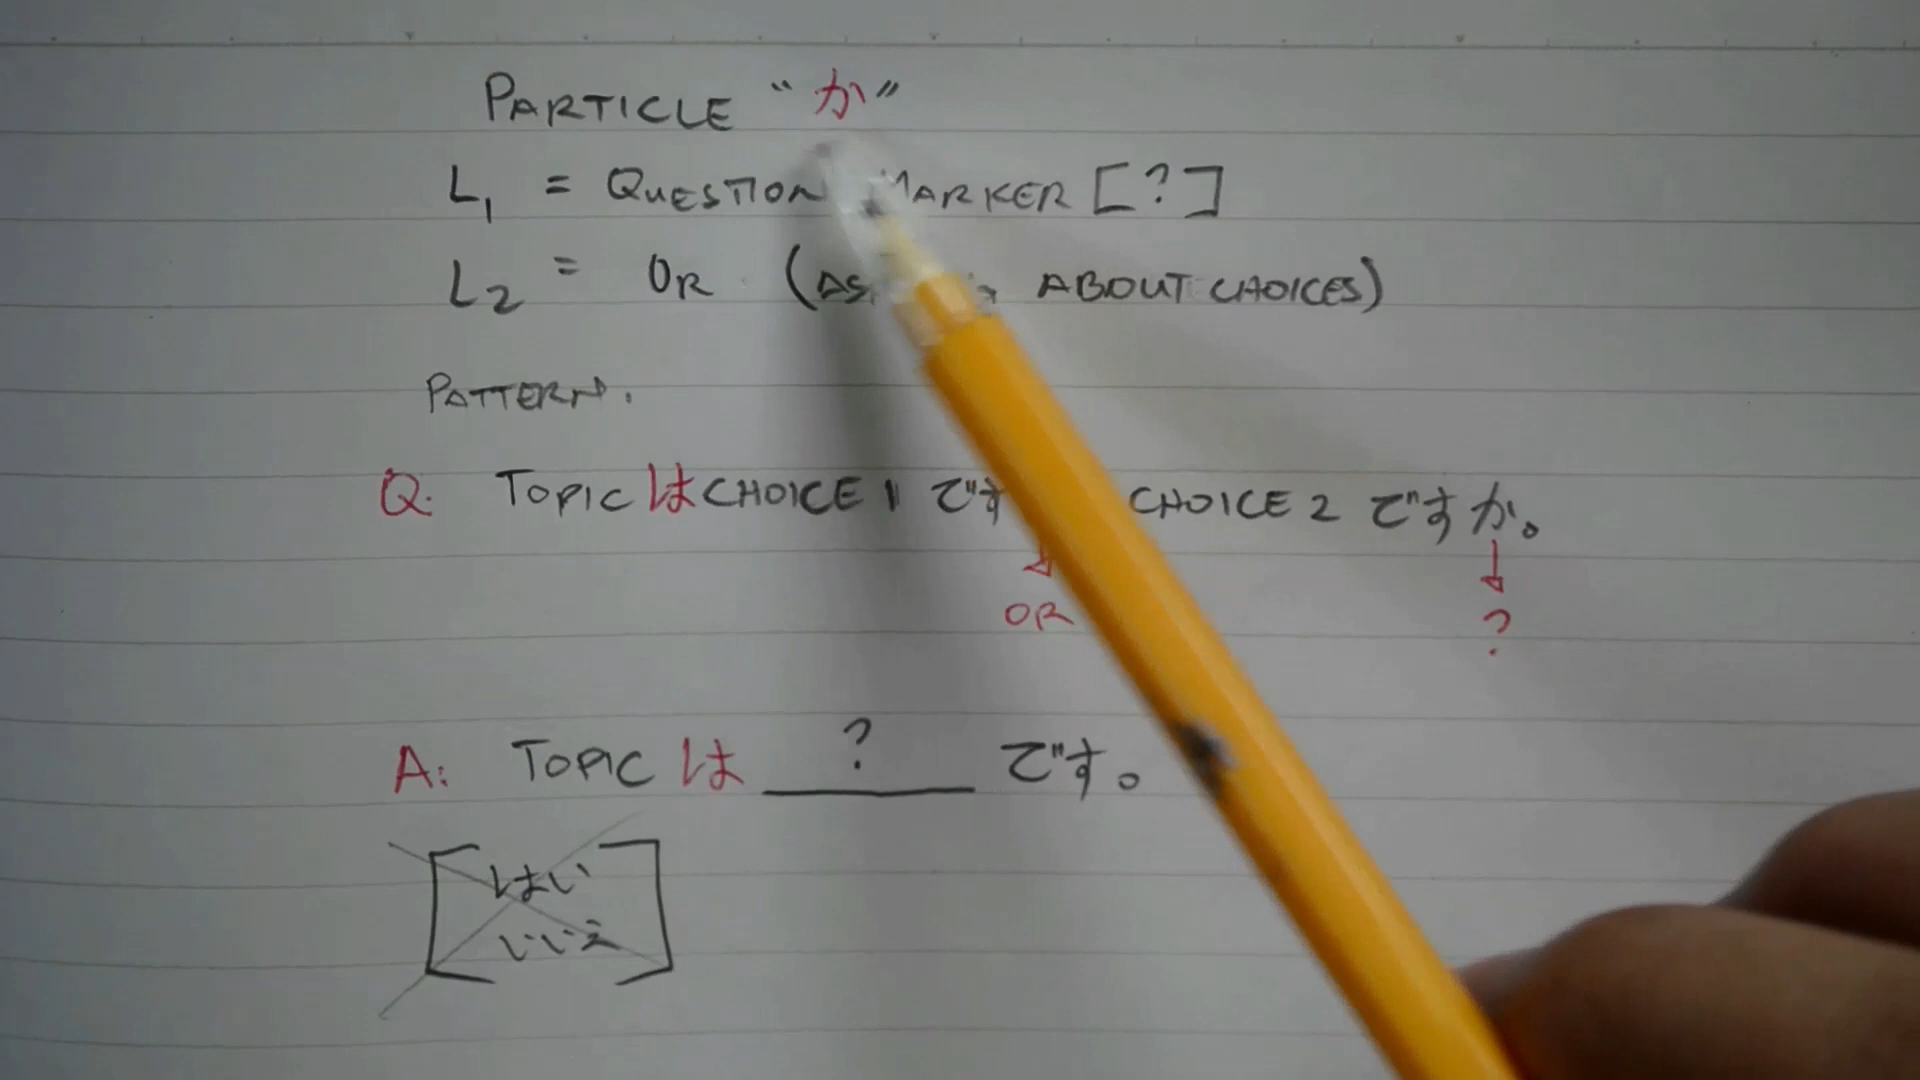 PARTICLE "か"
L1 = QUESTION MARKER [?]
L2 = OR (ASKING ABOUT CHOICES)
PATTERN.
Q. TOPIC は CHOICE 1 です CHOICE 2 ですか。
OR ?
A: TOPIC は ? です。
はい
いいえ